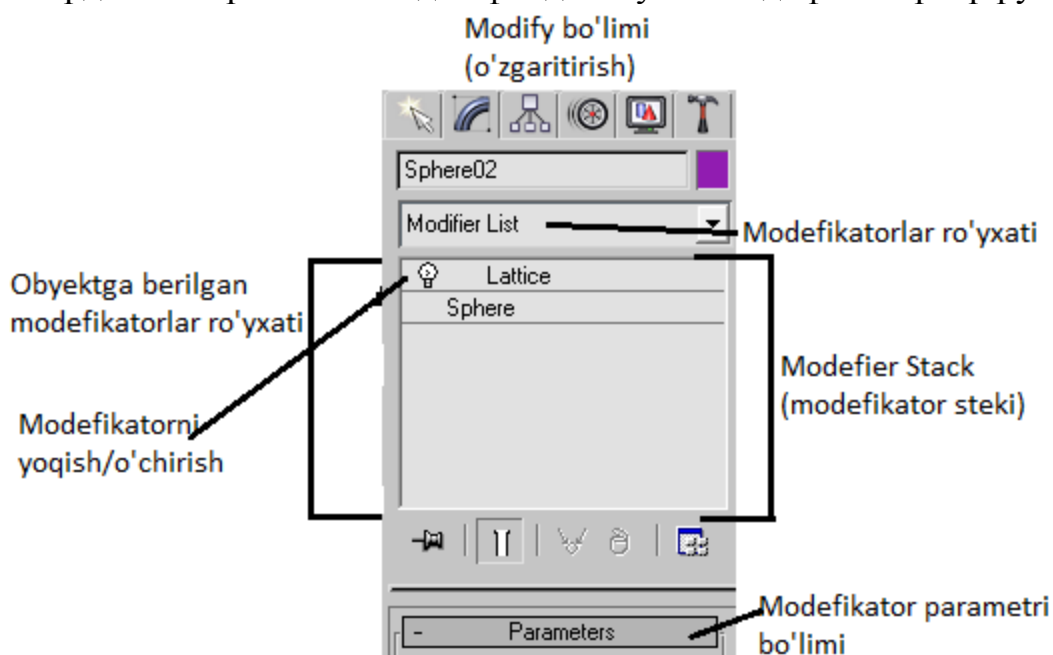 Modify bo'limi
(o'zgaritirish)
Sphere02
Modifier List
Modefikatorlar ro'yxati
Obyektga berilgan
modefikatorlar ro'yxati
Lattice
Sphere
Modefier Stack
(modefikator steki)
Modefikatorni
yoqish/o'chirish
- Parameters
Modefikator parametri
bo'limi